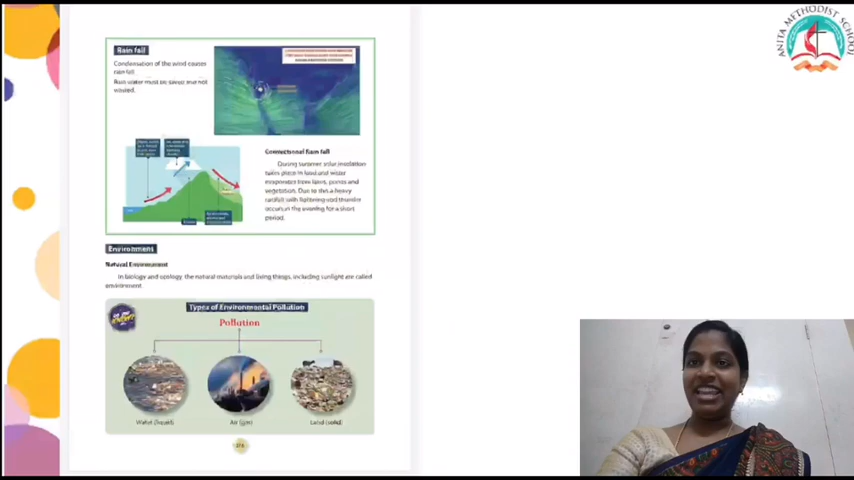 ANITA METHODIST SCHOOL
Rain fall
Condensation of the wind causes
rain fall
Rain water must be saved and not
wasted.
Convectional Rain fall
During summer solar insolation
takes place in land and water
evaporates from lakes, ponds and
vegetation. Due to this a heavy
rainfall with lightning and thunder
occurs in the evening for a short
period.
Environment
Natural Environment
In biology and ecology, the natural materials and living things, including sunlight are called
environment
Types of Environmental Pollution
Pollution
Water (liquid)
Air (gas)
Land (solid)